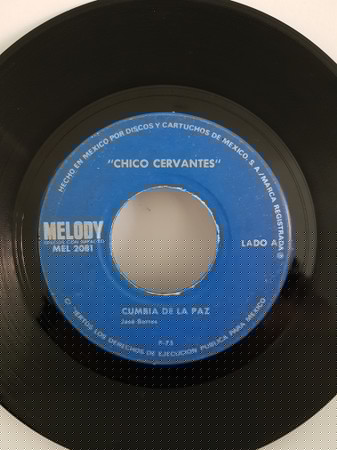 HECHO EN MEXICO POR DISCOS Y CARTUCHOS DE MEXICO, S. A./MARCA REGISTRADA ®
"CHICO CERVANTES"
MELODY
DISCOS CON IMPACTO
MEL 2081
LADO A
CUMBIA DE LA PAZ
José Barros
P-75
LOS DERECHOS DE EJECUCION PUBLICA PARA MEXICO